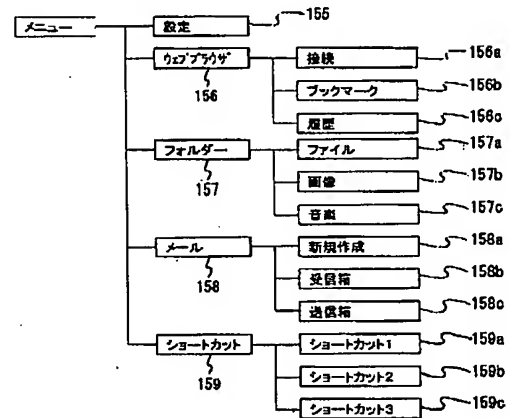 メニュー
設定
155
ウェブブラウザ
156
接続
156a
ブックマーク
156b
履歴
156c
フォルダー
157
ファイル
157a
画像
157b
音楽
157c
メール
158
新規作成
158a
受信箱
158b
送信箱
158c
ショートカット
159
ショートカット1
159a
ショートカット2
159b
ショートカット3
159c